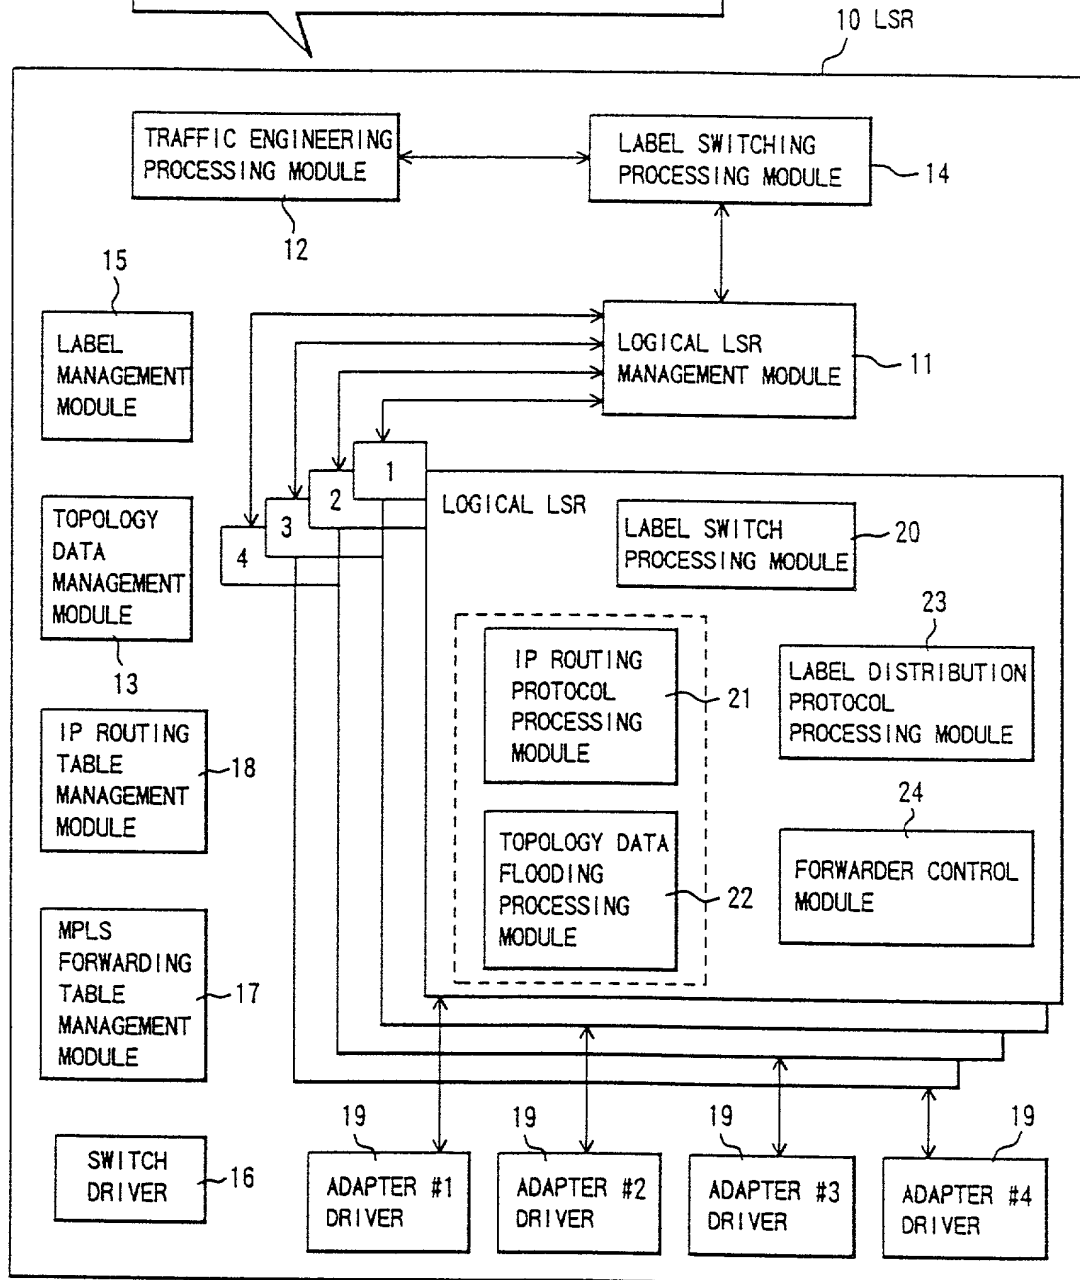 10 LSR
TRAFFIC ENGINEERING
PROCESSING MODULE
12
LABEL SWITCHING
PROCESSING MODULE
14
15
LABEL
MANAGEMENT
MODULE
LOGICAL LSR
MANAGEMENT MODULE
11
1
2
3
4
LOGICAL LSR
LABEL SWITCH
PROCESSING MODULE
20
TOPOLOGY
DATA
MANAGEMENT
MODULE
13
IP ROUTING
PROTOCOL
PROCESSING
MODULE
21
23
LABEL DISTRIBUTION
PROTOCOL
PROCESSING MODULE
IP ROUTING
TABLE
MANAGEMENT
MODULE
18
TOPOLOGY DATA
FLOODING
PROCESSING
MODULE
22
24
FORWARDER CONTROL
MODULE
MPLS
FORWARDING
TABLE
MANAGEMENT
MODULE
17
SWITCH
DRIVER
16
19
ADAPTER #1
DRIVER
19
ADAPTER #2
DRIVER
19
ADAPTER #3
DRIVER
19
ADAPTER #4
DRIVER